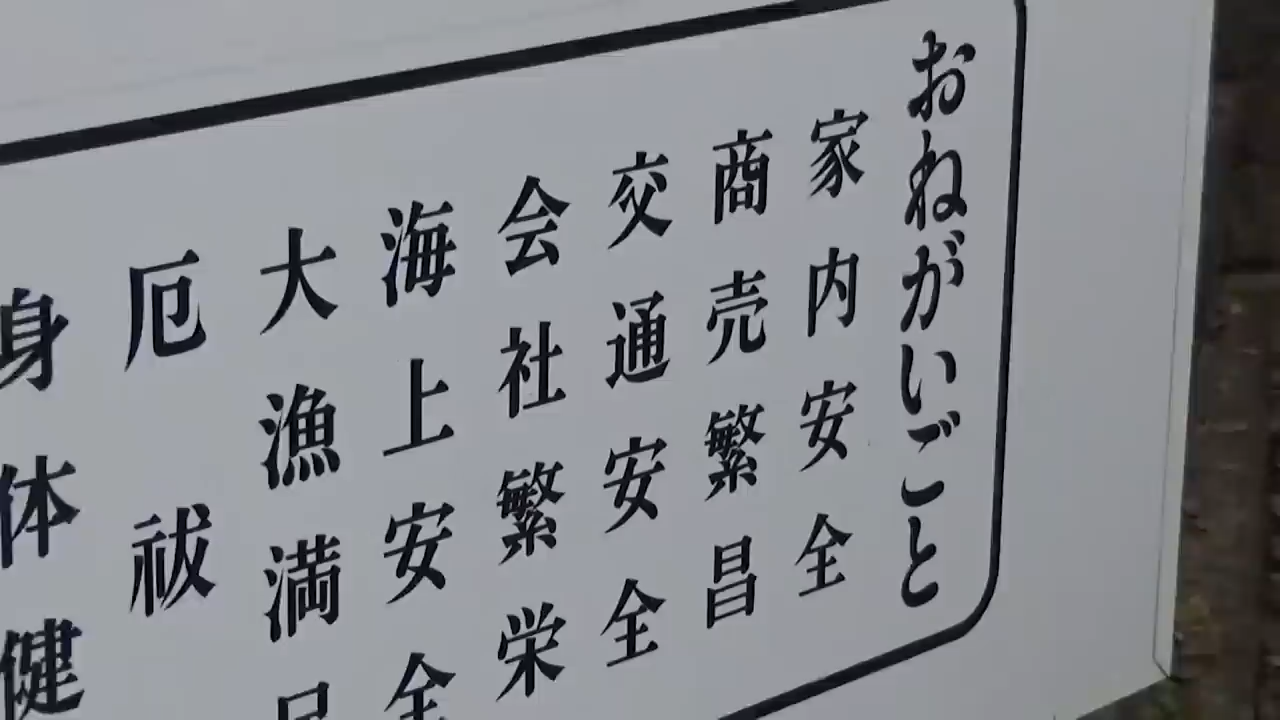 おねがいごと
家内安全
商売繁昌
交通安全
会社繁栄
海上安全
大漁満足
厄祓
身体健